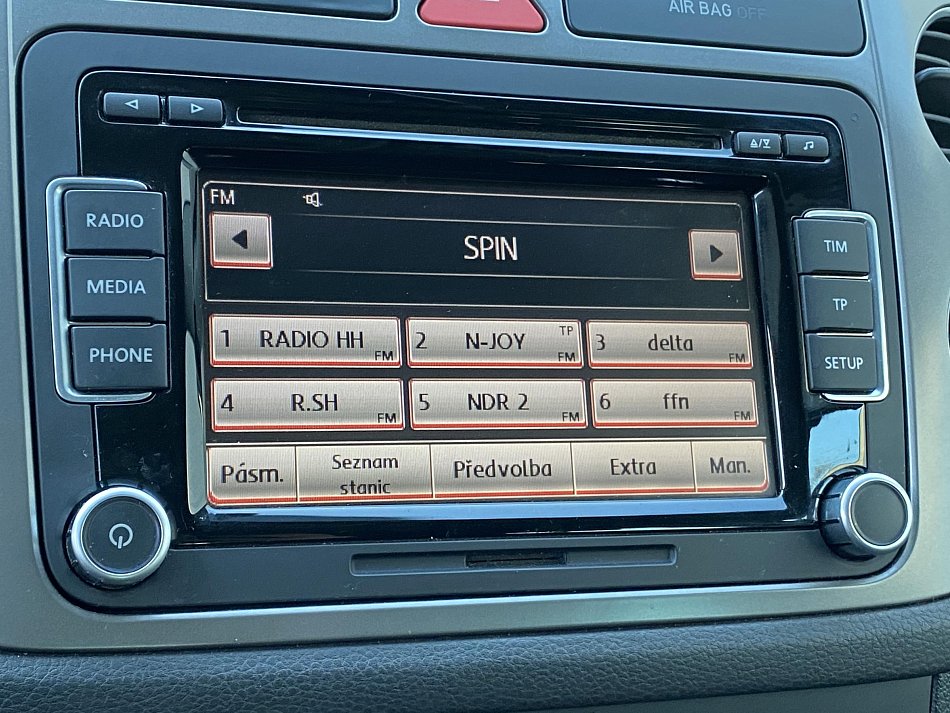 AIR BAG OFF
RADIO
MEDIA
PHONE
TIM
TP
SETUP
FM
SPIN
1 RADIO HH FM
2 N-JOY TP FM
3 delta FM
4 R.SH FM
5 NDR 2 FM
6 ffn FM
Pásm.
Seznam
stanic
Předvolba
Extra
Man.